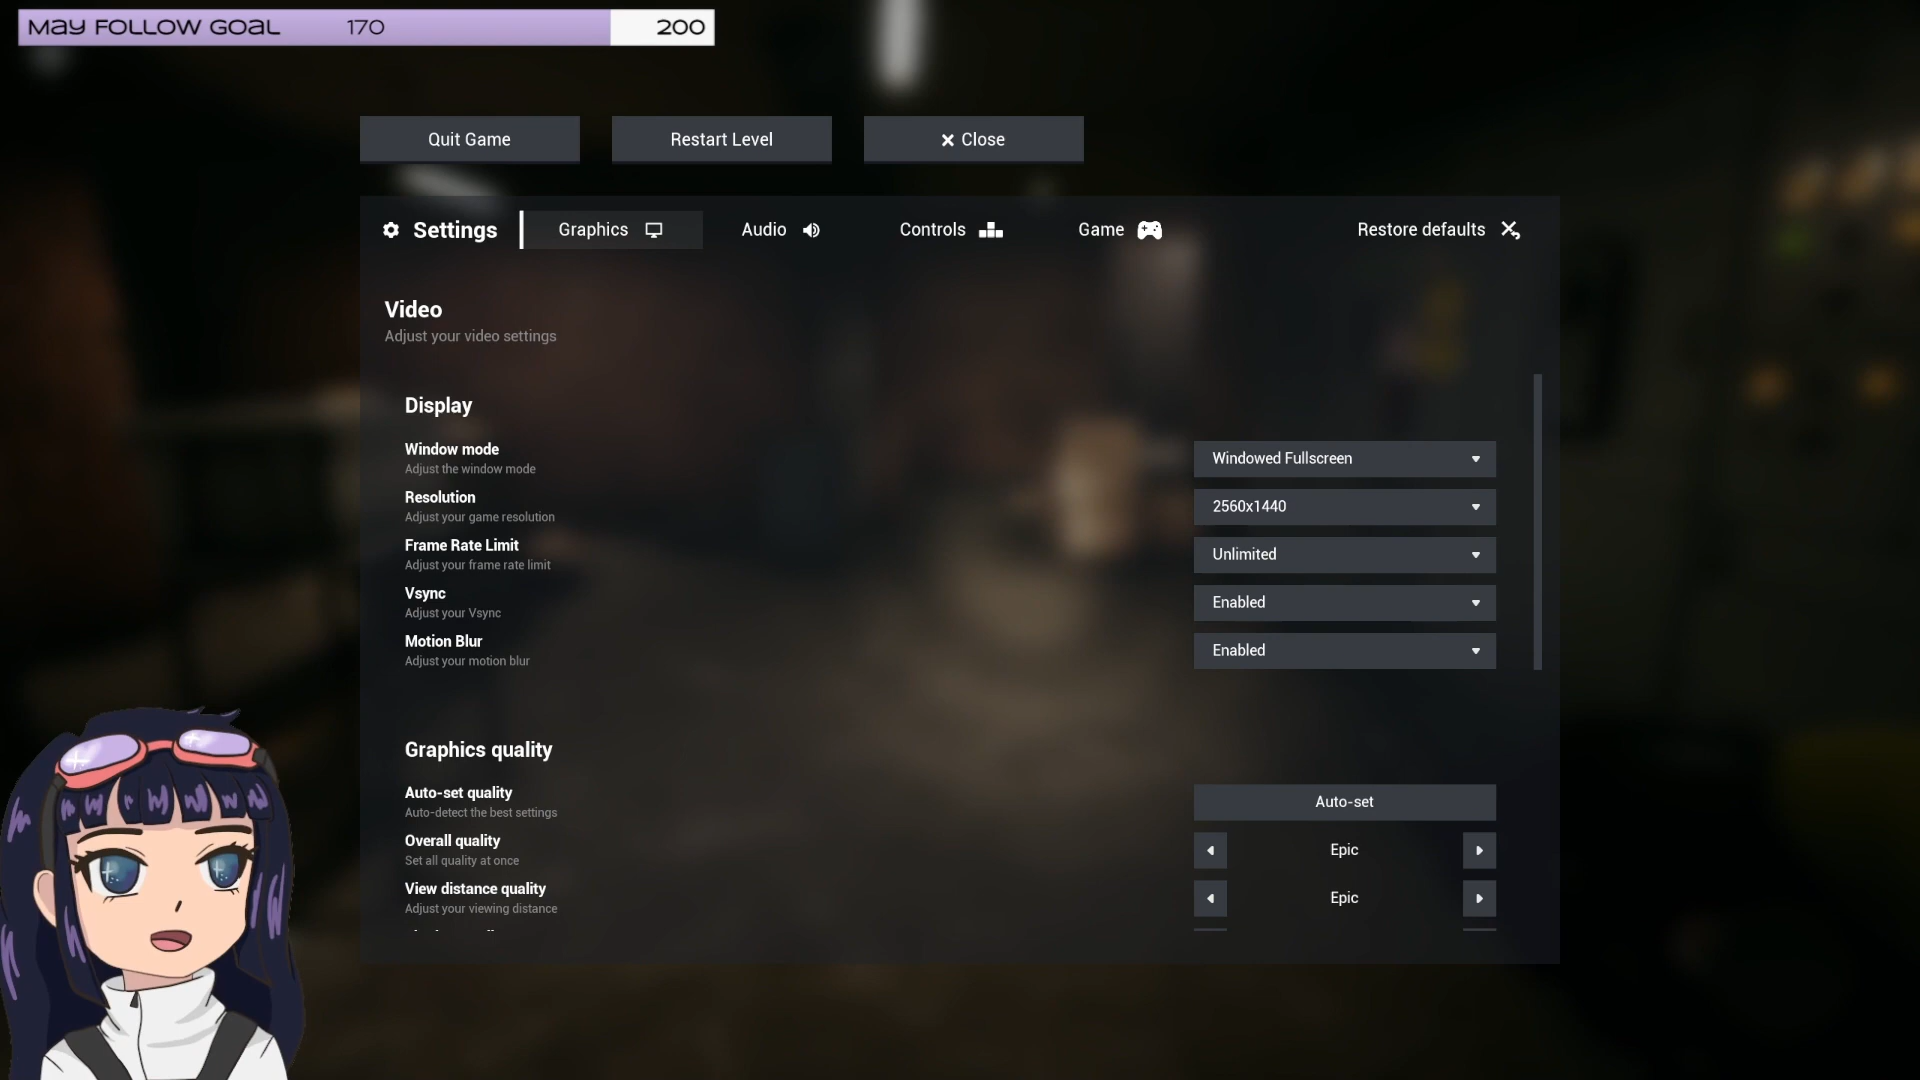 May Follow Goal 170 200
Quit Game Restart Level Close
Settings Graphics Audio Controls Game Restore defaults
Video
Adjust your video settings
Display
Window mode
Adjust the window mode
Windowed Fullscreen
Resolution
Adjust your game resolution
2560x1440
Frame Rate Limit
Adjust your frame rate limit
Unlimited
Vsync
Adjust your Vsync
Enabled
Motion Blur
Adjust your motion blur
Enabled
Graphics quality
Auto-set quality
Auto-detect the best settings
Auto-set
Overall quality
Set all quality at once
Epic
View distance quality
Adjust your viewing distance
Epic